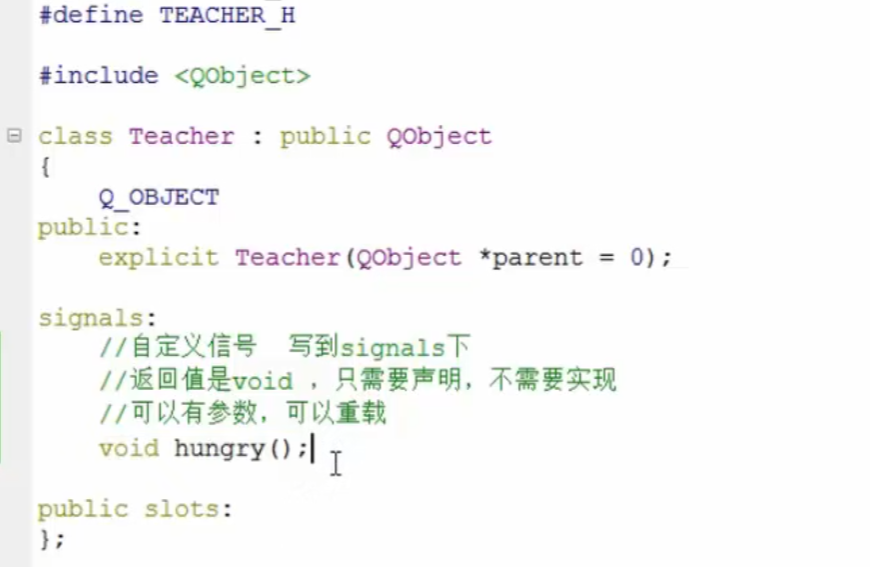 #define TEACHER_H
#include <QObject>
class Teacher : public QObject
{
Q_OBJECT
public:
explicit Teacher(QObject *parent = 0);
signals:
//自定义信号  写到signals下
//返回值是void ，只需要声明，不需要实现
//可以有参数，可以重载
void hungry();
public slots:
};